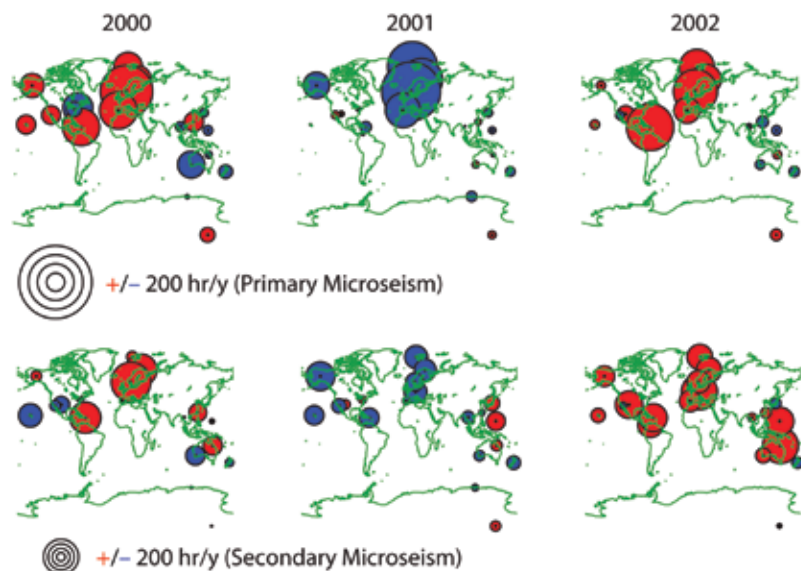 2000 2001 2002
+/− 200 hr/y (Primary Microseism)
+/− 200 hr/y (Secondary Microseism)